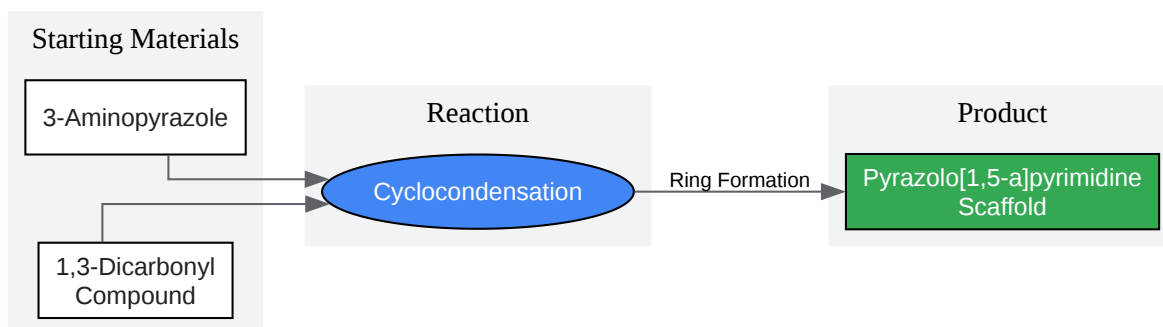 Starting Materials
3-Aminopyrazole
1,3-Dicarbonyl
Compound
Reaction
Cyclocondensation
Ring Formation
Product
Pyrazolo[1,5-a]pyrimidine
Scaffold